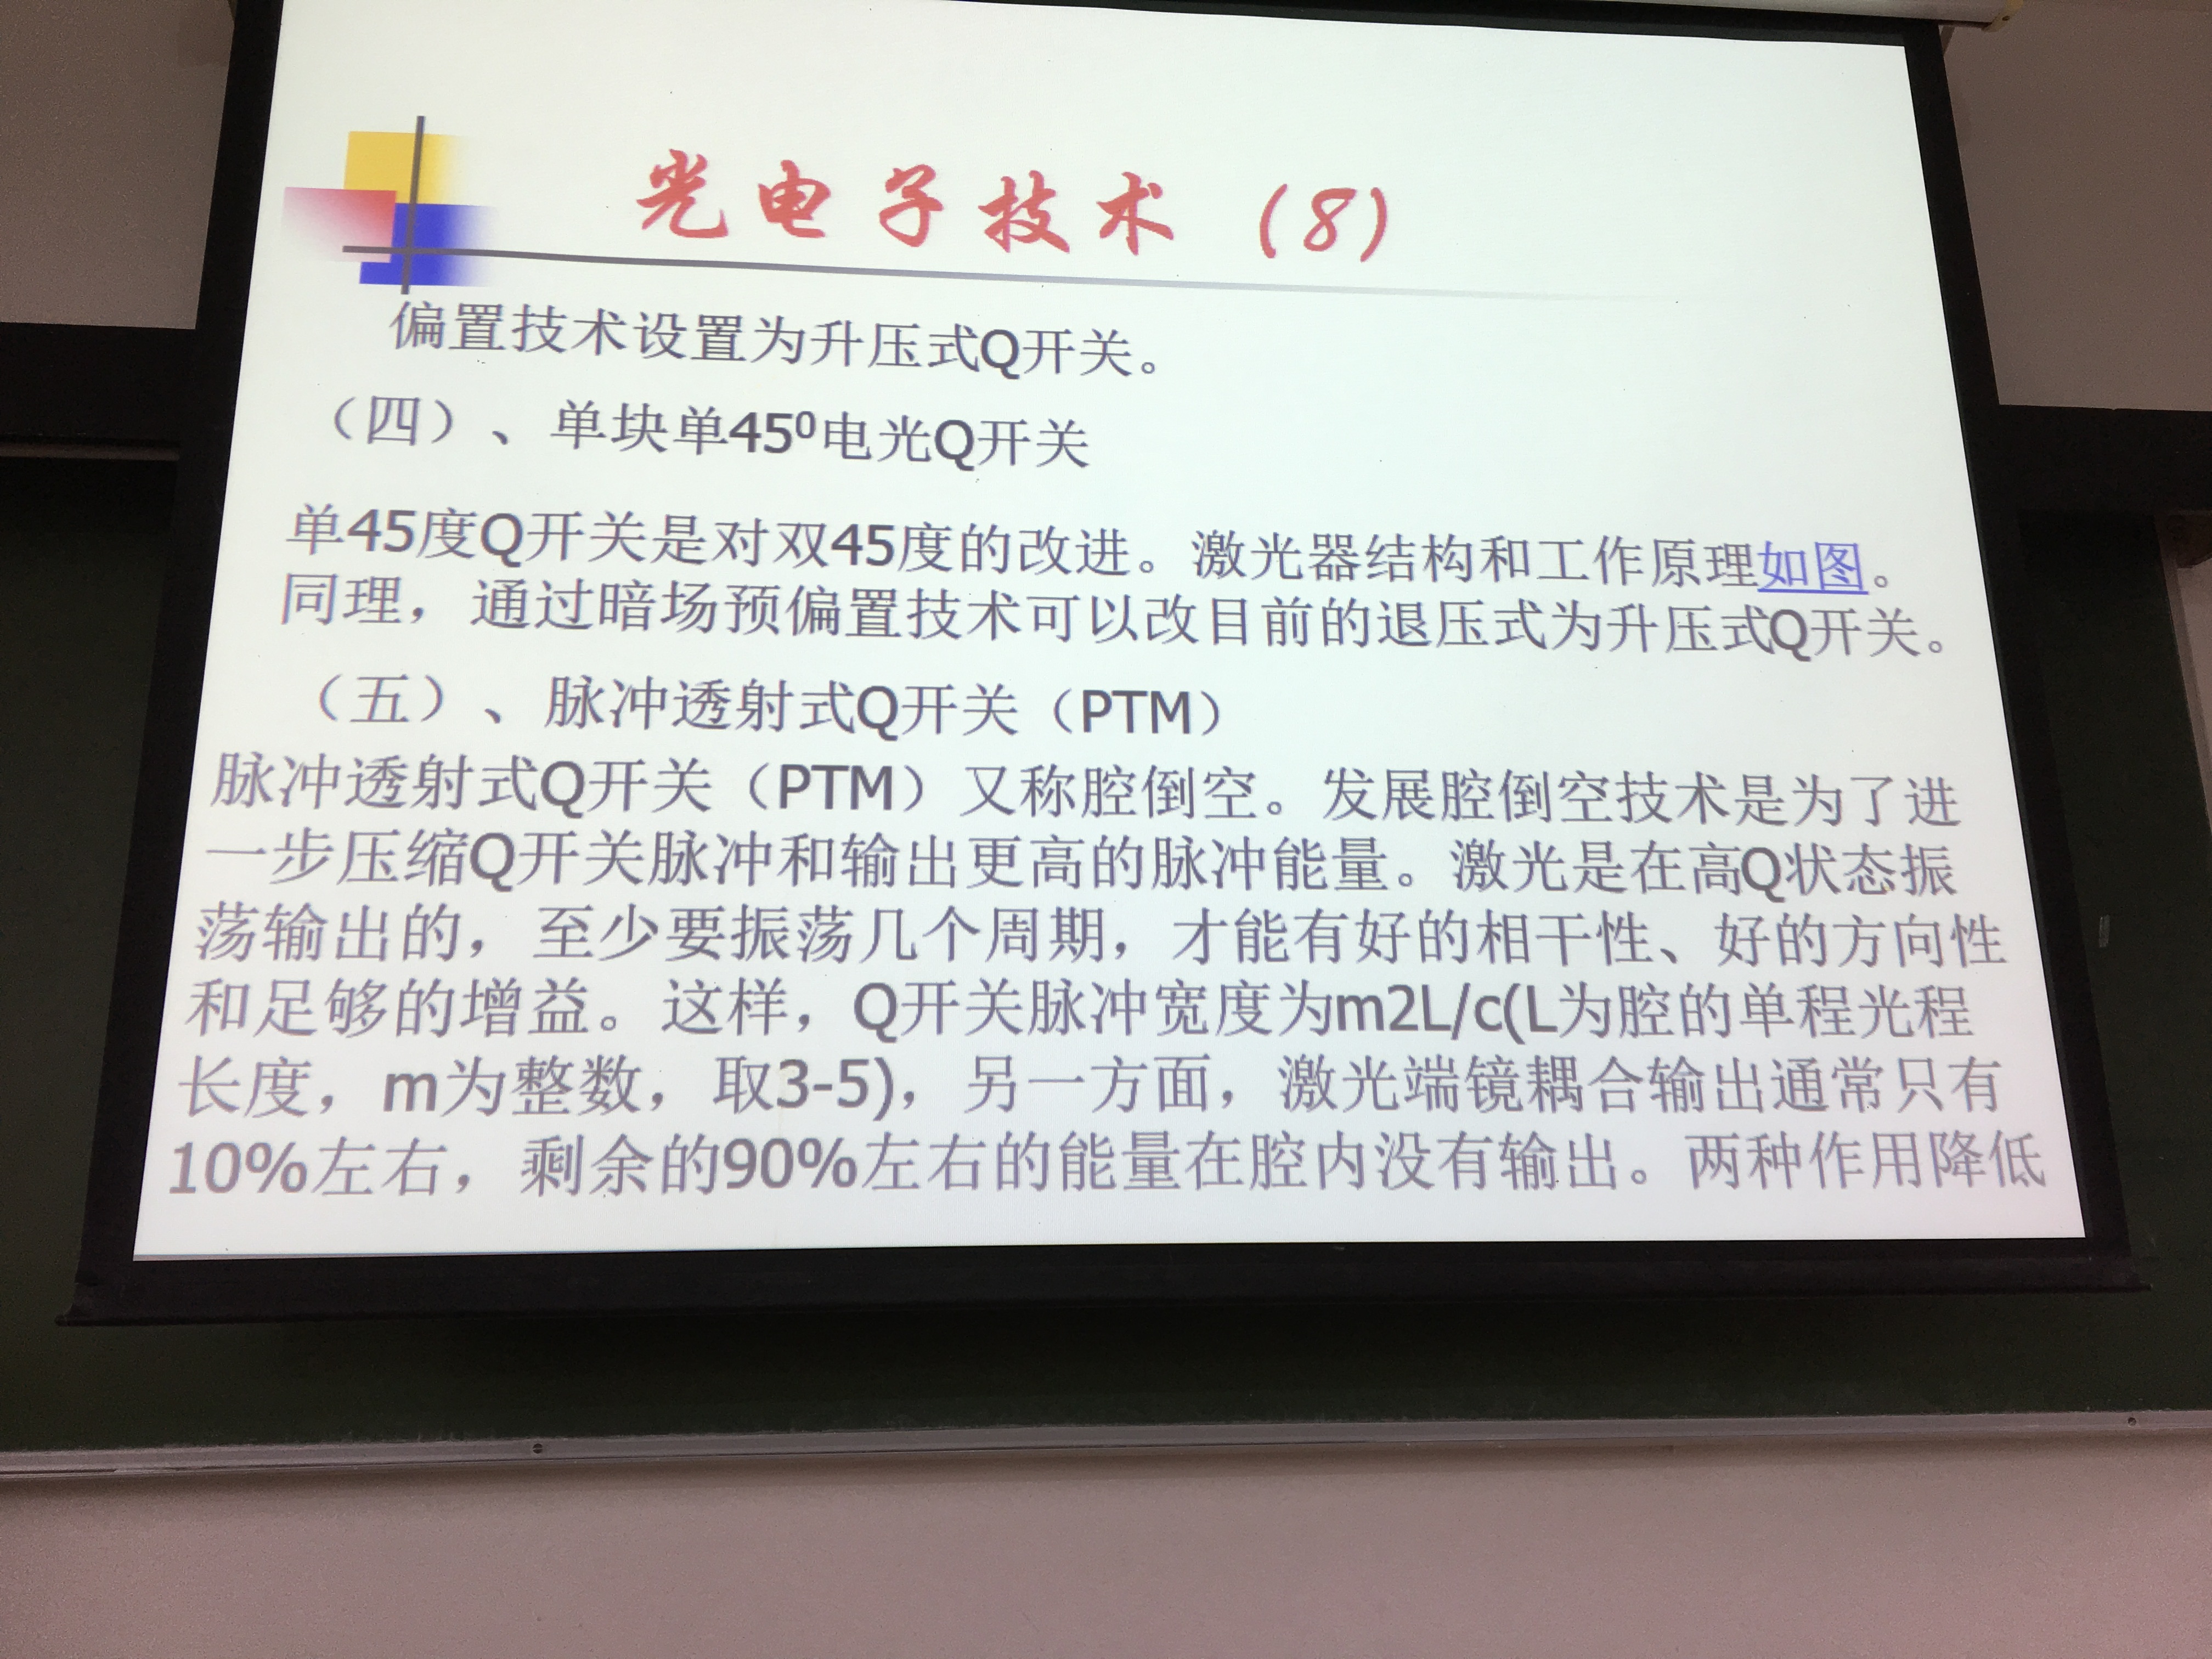 光电子技术（8）
偏置技术设置为升压式Q开关。
（四）、单块单45⁰电光Q开关
单45度Q开关是对双45度的改进。激光器结构和工作原理如图。
同理，通过暗场预偏置技术可以改目前的退压式为升压式Q开关。
（五）、脉冲透射式Q开关（PTM）
脉冲透射式Q开关（PTM）又称腔倒空。发展腔倒空技术是为了进
一步压缩Q开关脉冲和输出更高的脉冲能量。激光是在高Q状态振
荡输出的，至少要振荡几个周期，才能有好的相干性、好的方向性
和足够的增益。这样，Q开关脉冲宽度为m2L/c(L为腔的单程光程
长度，m为整数，取3-5)，另一方面，激光端镜耦合输出通常只有
10%左右，剩余的90%左右的能量在腔内没有输出。两种作用降低